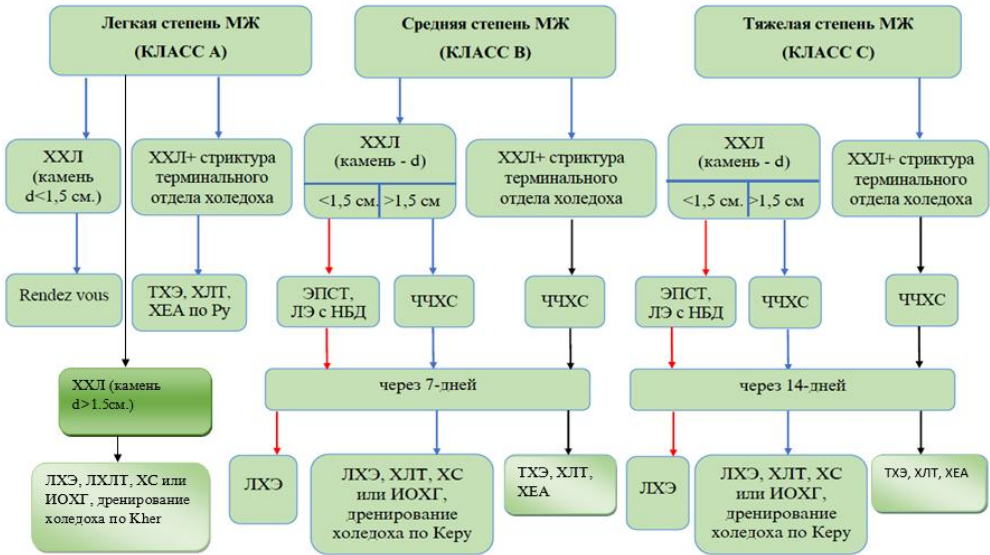 Легкая степень МЖ
(КЛАСС А)
Средняя степень МЖ
(КЛАСС В)
Тяжелая степень МЖ
(КЛАСС С)
ХХЛ
(камень
d<1,5 см.)
ХХЛ+ стриктура
терминального
отдела холедоха
ХХЛ
(камень - d)
<1,5 см. >1,5 см
ХХЛ+ стриктура
терминального
отдела холедоха
ХХЛ
(камень - d)
<1,5 см. >1,5 см
ХХЛ+ стриктура
терминального
отдела холедоха
Rendez vous
ТХЭ, ХЛТ,
ХЕА по Ру
ЭПСТ,
ЛЭ с НБД
ЧЧХС
ЧЧХС
ЭПСТ,
ЛЭ с НБД
ЧЧХС
ЧЧХС
ХХЛ (камень
d>1.5см.)
через 7-дней
через 14-дней
ЛХЭ, ЛХЛТ, ХС или
ИОХГ, дренирование
холедоха по Kher
ЛХЭ
ЛХЭ, ХЛТ, ХС
или ИОХГ,
дренирование
холедоха по Керу
ТХЭ, ХЛТ,
ХЕА
ЛХЭ
ЛХЭ, ХЛТ, ХС
или ИОХГ,
дренирование
холедоха по Керу
ТХЭ, ХЛТ, ХЕА